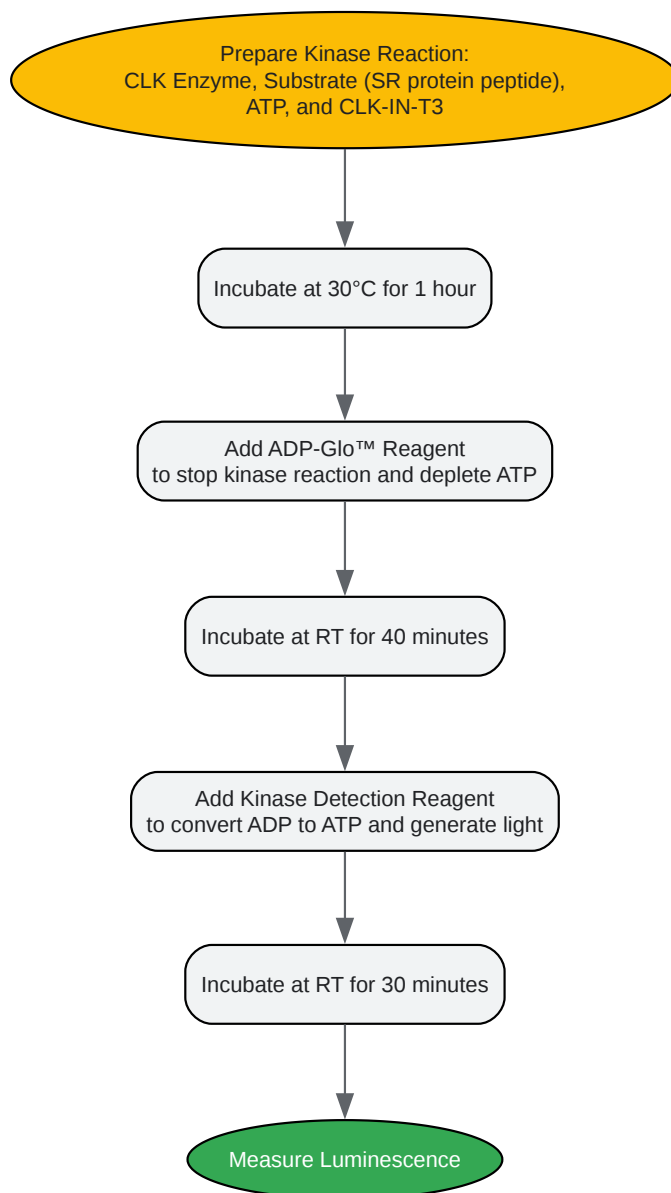 Prepare Kinase Reaction:
CLK Enzyme, Substrate (SR protein peptide),
ATP, and CLK-IN-T3
Incubate at 30°C for 1 hour
Add ADP-Glo™ Reagent
to stop kinase reaction and deplete ATP
Incubate at RT for 40 minutes
Add Kinase Detection Reagent
to convert ADP to ATP and generate light
Incubate at RT for 30 minutes
Measure Luminescence